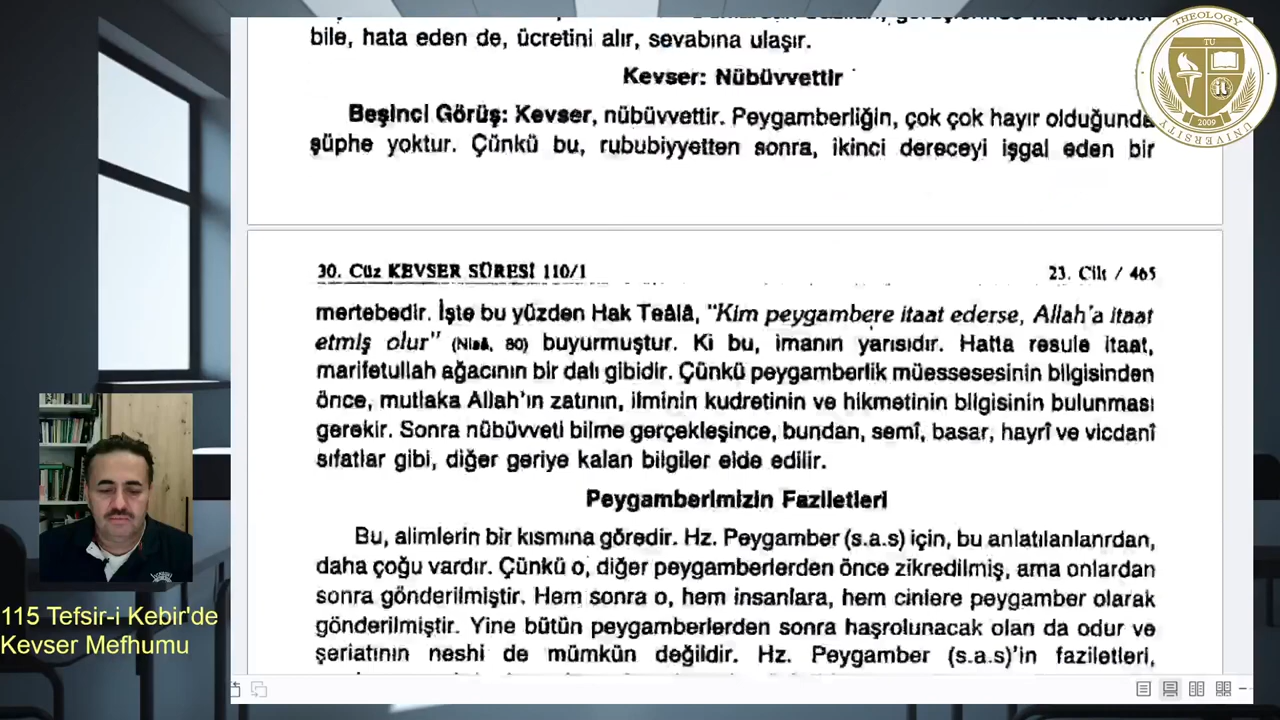 bile, hata eden de, ücretini alır, sevabına ulaşır.
Kevser: Nübüvvettir
Beşinci Görüş: Kevser, nübüvvettir. Peygamberliğin, çok çok hayır olduğunda
şüphe yoktur. Çünkü bu, rububiyyetten sonra, ikinci dereceyi işgal eden bir
30. Cüz KEVSER SÛRESİ 110/1 23. Cilt / 465
mertebedir. İşte bu yüzden Hak Teâlâ, "Kim peygambere itaat ederse, Allah'a itaat
etmiş olur" (Nisâ, 80) buyurmuştur. Ki bu, imanın yarısıdır. Hatta resule itaat,
marifetullah ağacının bir dalı gibidir. Çünkü peygamberlik müessesesinin bilgisinden
önce, mutlaka Allah'ın zatının, ilminin kudretinin ve hikmetinin bilgisinin bulunması
gerekir. Sonra nübüvveti bilme gerçekleşince, bundan, semî, basar, hayrî ve vicdanî
sıfatlar gibi, diğer geriye kalan bilgiler elde edilir.
Peygamberimizin Faziletleri
Bu, alimlerin bir kısmına göredir. Hz. Peygamber (s.a.s) için, bu anlatılanlanrdan,
daha çoğu vardır. Çünkü o, diğer peygamberlerden önce zikredilmiş, ama onlardan
sonra gönderilmiştir. Hem sonra o, hem insanlara, hem cinlere peygamber olarak
gönderilmiştir. Yine bütün peygamberlerden sonra haşrolunacak olan da odur ve
şeriatının neshi de mümkün değildir. Hz. Peygamber (s.a.s)'in faziletleri,
THEOLOGY
TU
2009
UNIVERSITY
115 Tefsir-i Kebir'de
Kevser Mefhumu